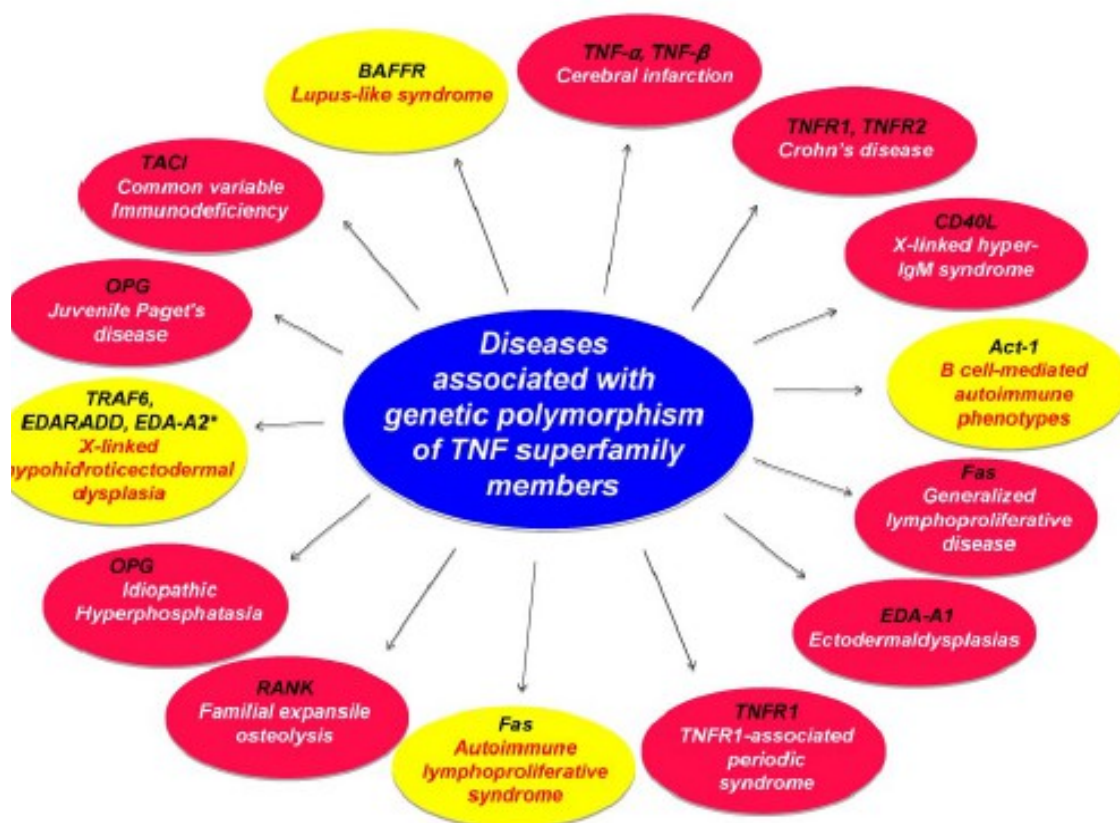 TNF-α, TNF-β
Cerebral infarction
BAFFR
Lupus-like syndrome
TNFR1, TNFR2
Crohn's disease
TACI
Common variable
Immunodeficiency
CD40L
X-linked hyper-
IgM syndrome
OPG
Juvenife Paget's
disease
Diseases
associated with
genetic polymorphism
of TNF superfamily
members
Act-1
B cell-mediated
autoimmune
phenotypes
TRAF6,
EDARADD, EDA-A2*
X-linked
hypohidroticectodermal
dysplasia
Fas
Generalized
lymphoproliferative
disease
OPG
Idiopathic
Hyperphosphatasia
EDA-A1
Ectodermaldysplasias
RANK
Familial expansile
osteolysis
Fas
Autoimmune
lymphoproliferative
syndrome
TNFR1
TNFR1-associated
periodic
syndrome